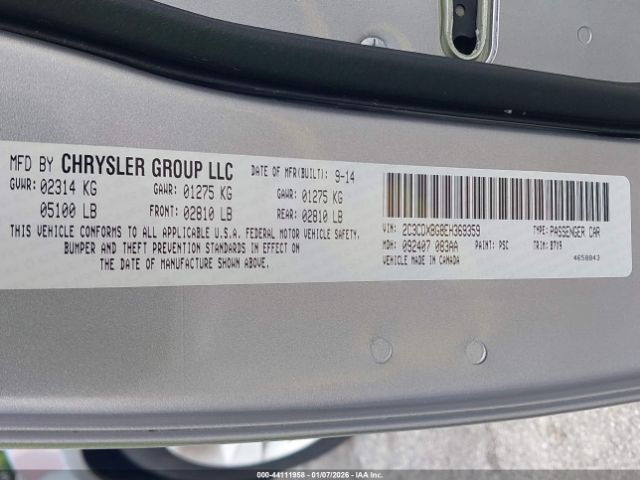 MFD BY CHRYSLER GROUP LLC DATE OF MFR(BUILT): 9-14
GVWR: 02314 KG GAWR: 01275 KG GAWR: 01275 KG
05100 LB FRONT: 02810 LB REAR: 02810 LB
THIS VEHICLE CONFORMS TO ALL APPLICABLE U.S.A. FEDERAL MOTOR VEHICLE SAFETY,
BUMPER AND THEFT PREVENTION STANDARDS IN EFFECT ON
THE DATE OF MANUFACTURE SHOWN ABOVE.
VIN: 2C3CDXBG8EH369359 TYPE: PASSENGER CAR
MDH: 092407 083AA PAINT: PSC TRIM: B7X9
VEHICLE MADE IN CANADA 4658843
000-44111958 - 01/07/2026 - IAA Inc.